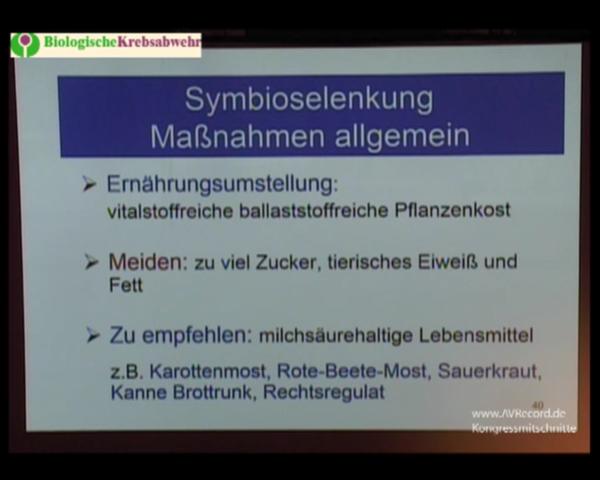 BiologischeKrebsabwehr
Symbioselenkung
Maßnahmen allgemein
Ernährungsumstellung:
vitalstoffreiche ballaststoffreiche Pflanzenkost
Meiden: zu viel Zucker, tierisches Eiweiß und
Fett
Zu empfehlen: milchsäurehaltige Lebensmittel
z.B. Karottenmost, Rote-Beete-Most, Sauerkraut,
Kanne Brottrunk, Rechtsregulat
40
www.AVRecord.de
Kongressmitschnitte